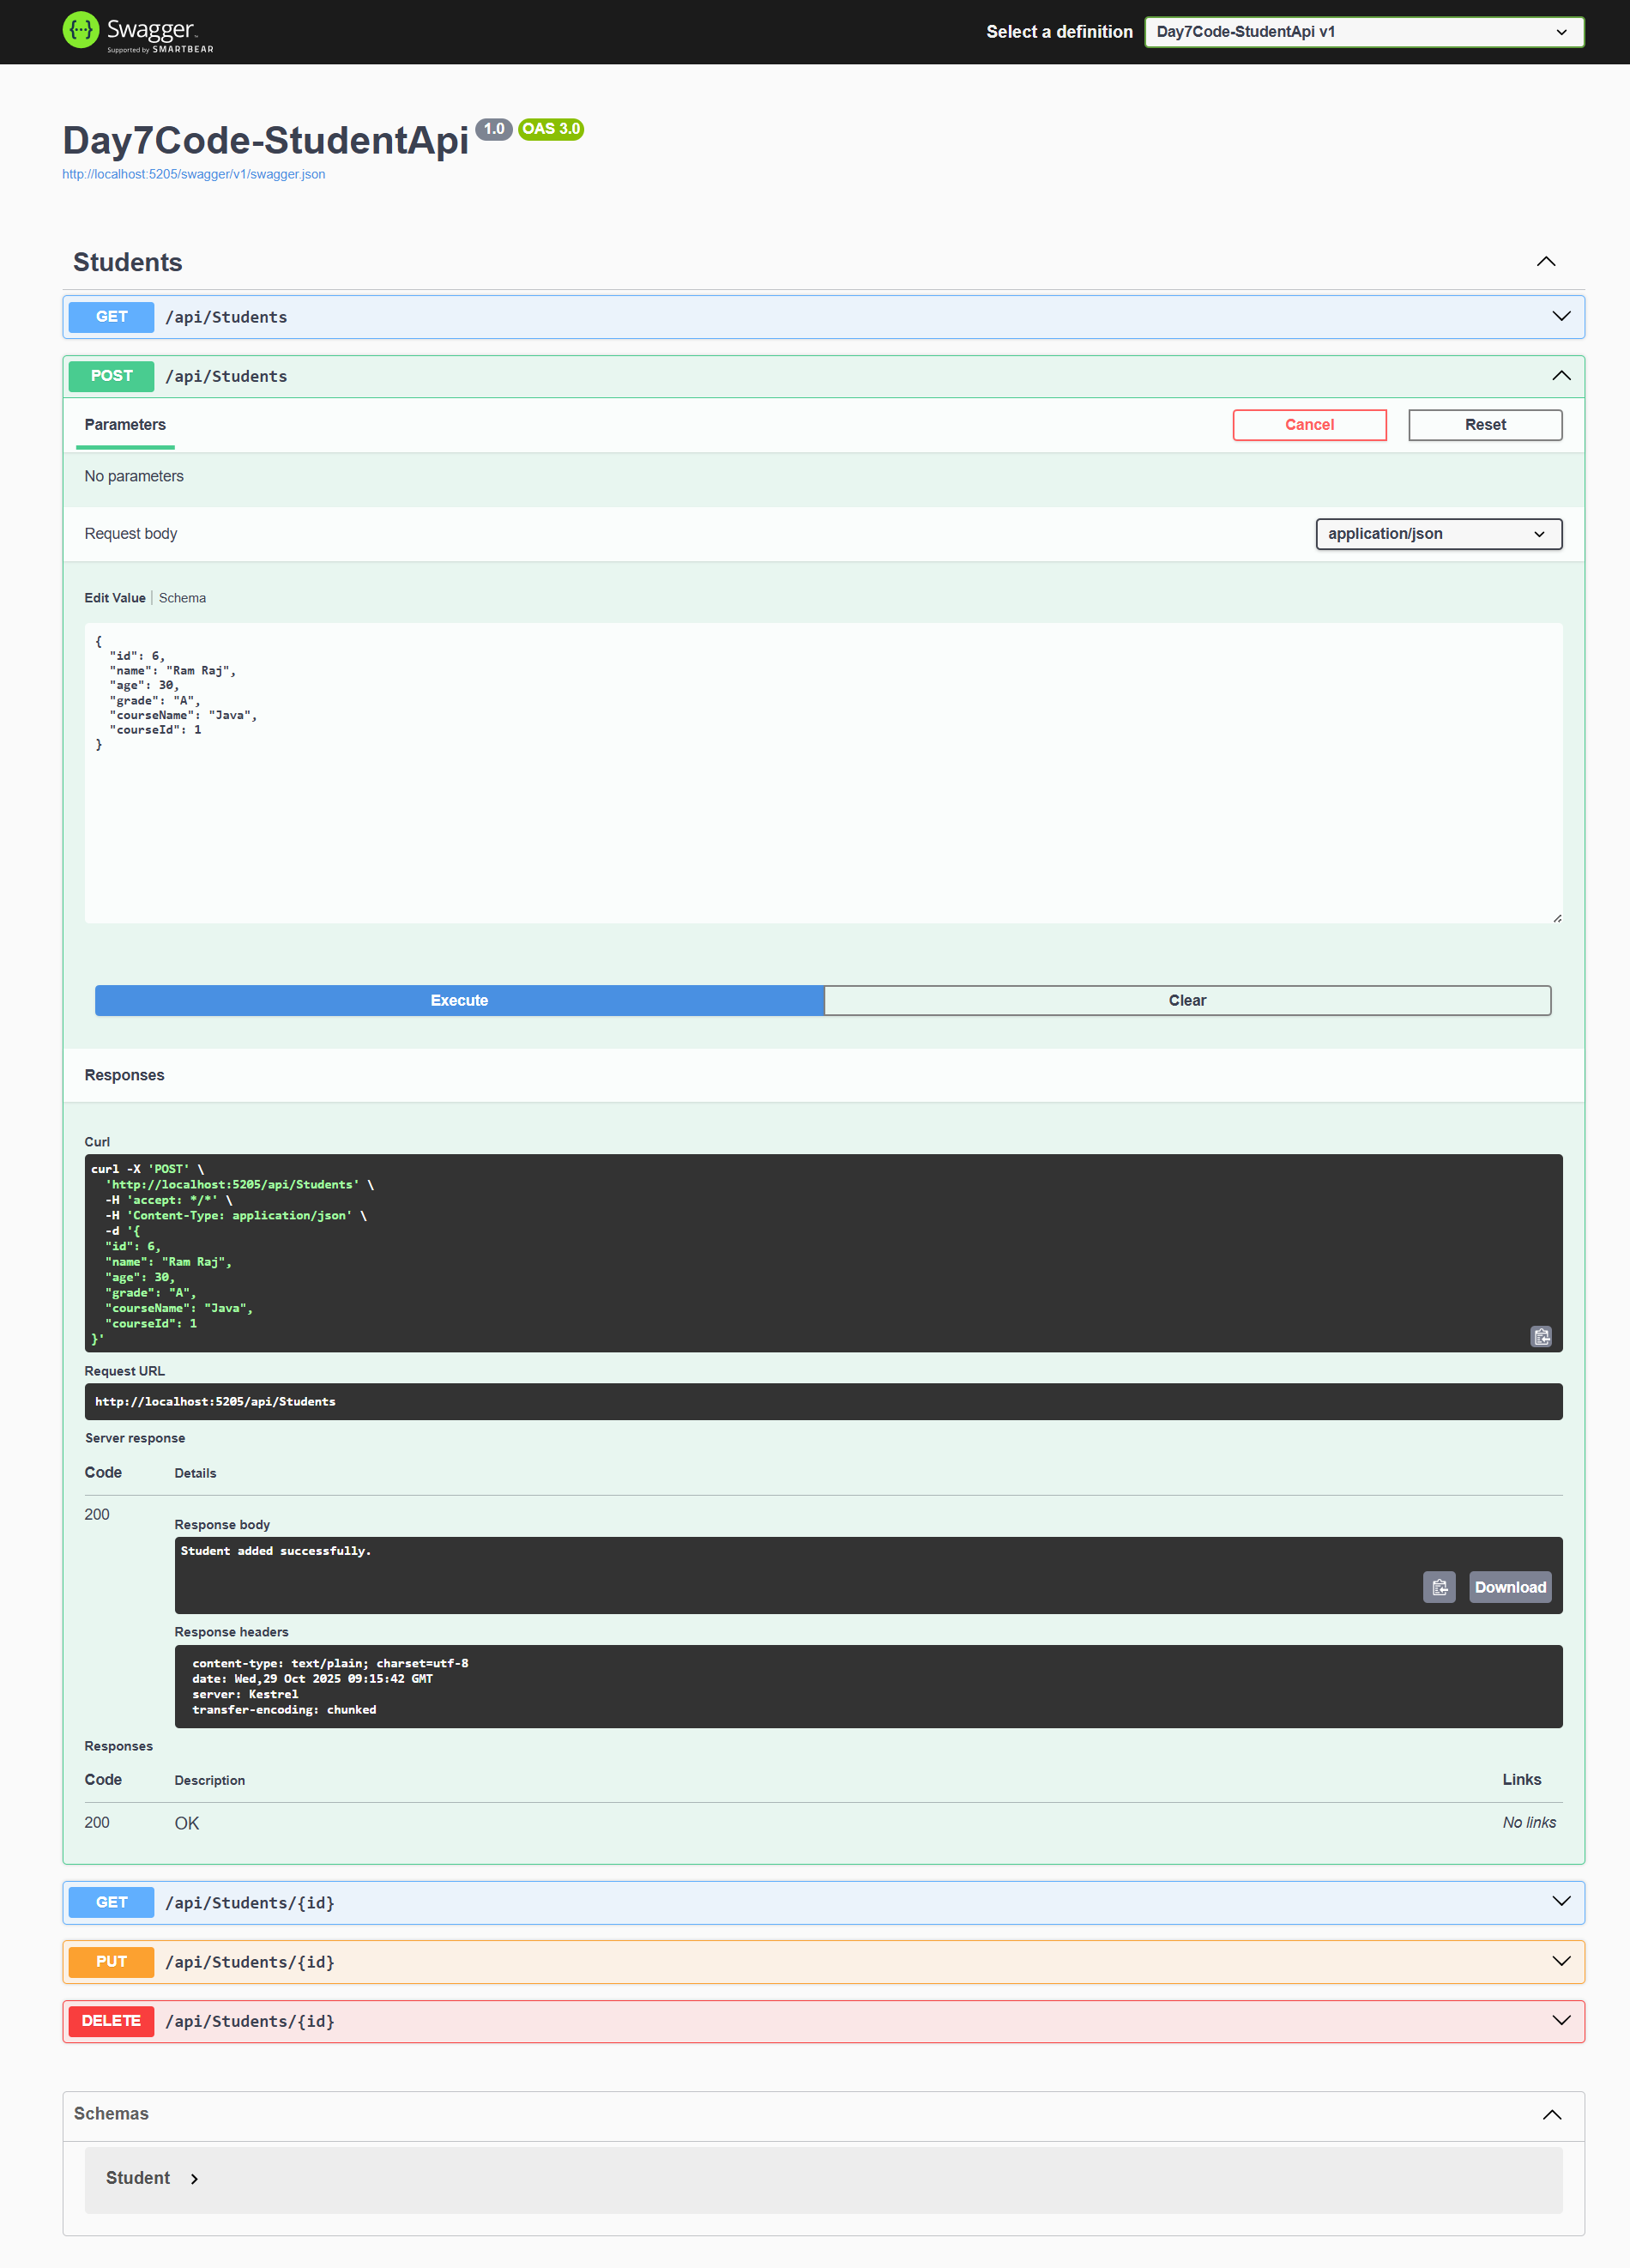 Swagger
Supported by SMARTBEAR
Select a definition
Day7Code-StudentApi v1
Day7Code-StudentApi 1.0 OAS 3.0
http://localhost:5205/swagger/v1/swagger.json
Students
GET /api/Students
POST /api/Students
Parameters
Cancel
Reset
No parameters
Request body
application/json
Edit Value | Schema
{
  "id": 6,
  "name": "Ram Raj",
  "age": 30,
  "grade": "A",
  "courseName": "Java",
  "courseId": 1
}
Execute
Clear
Responses
Curl
curl -X 'POST' \
  'http://localhost:5205/api/Students' \
  -H 'accept: */*' \
  -H 'Content-Type: application/json' \
  -d '{
  "id": 6,
  "name": "Ram Raj",
  "age": 30,
  "grade": "A",
  "courseName": "Java",
  "courseId": 1
}'
Request URL
http://localhost:5205/api/Students
Server response
Code Details
200
Response body
Student added successfully.
Download
Response headers
content-type: text/plain; charset=utf-8
date: Wed,29 Oct 2025 09:15:42 GMT
server: Kestrel
transfer-encoding: chunked
Responses
Code Description Links
200 OK No links
GET /api/Students/{id}
PUT /api/Students/{id}
DELETE /api/Students/{id}
Schemas
Student